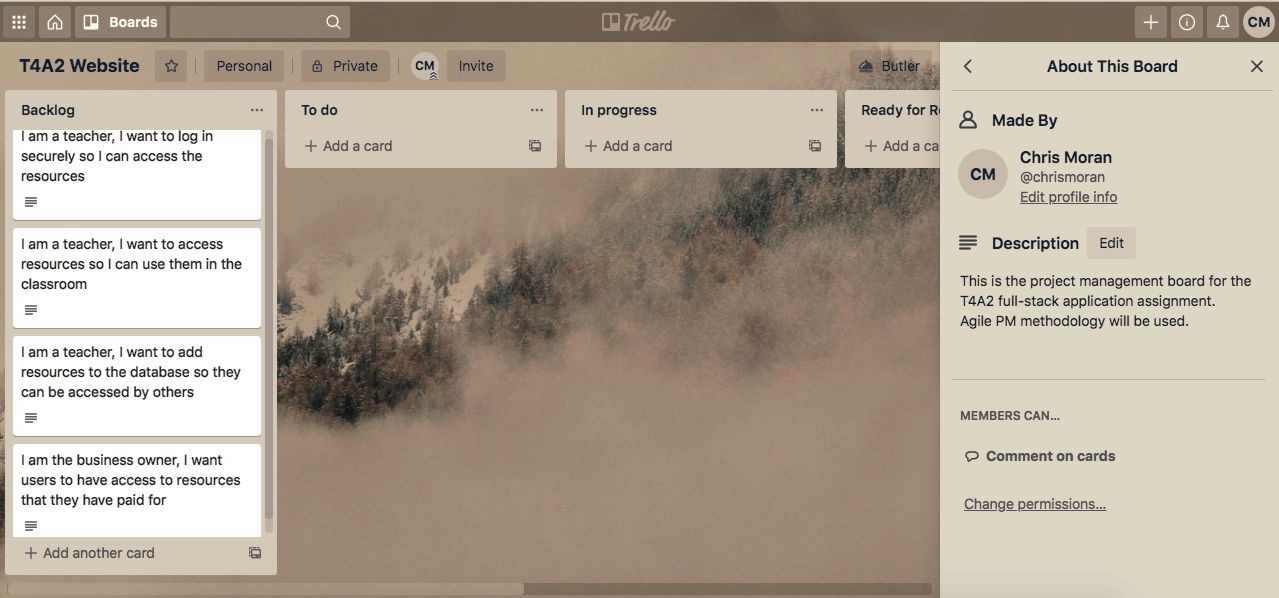 Boards
Trello
CM
T4A2 Website
Personal
Private
CM
Invite
Butler
Backlog
I am a teacher, I want to log in
securely so I can access the
resources
I am a teacher, I want to access
resources so I can use them in the
classroom
I am a teacher, I want to add
resources to the database so they
can be accessed by others
I am the business owner, I want
users to have access to resources
that they have paid for
+ Add another card
To do
+ Add a card
In progress
+ Add a card
Ready for R
+ Add a ca
About This Board
Made By
CM
Chris Moran
@chrismoran
Edit profile info
Description
Edit
This is the project management board for the
T4A2 full-stack application assignment.
Agile PM methodology will be used.
MEMBERS CAN...
Comment on cards
Change permissions...